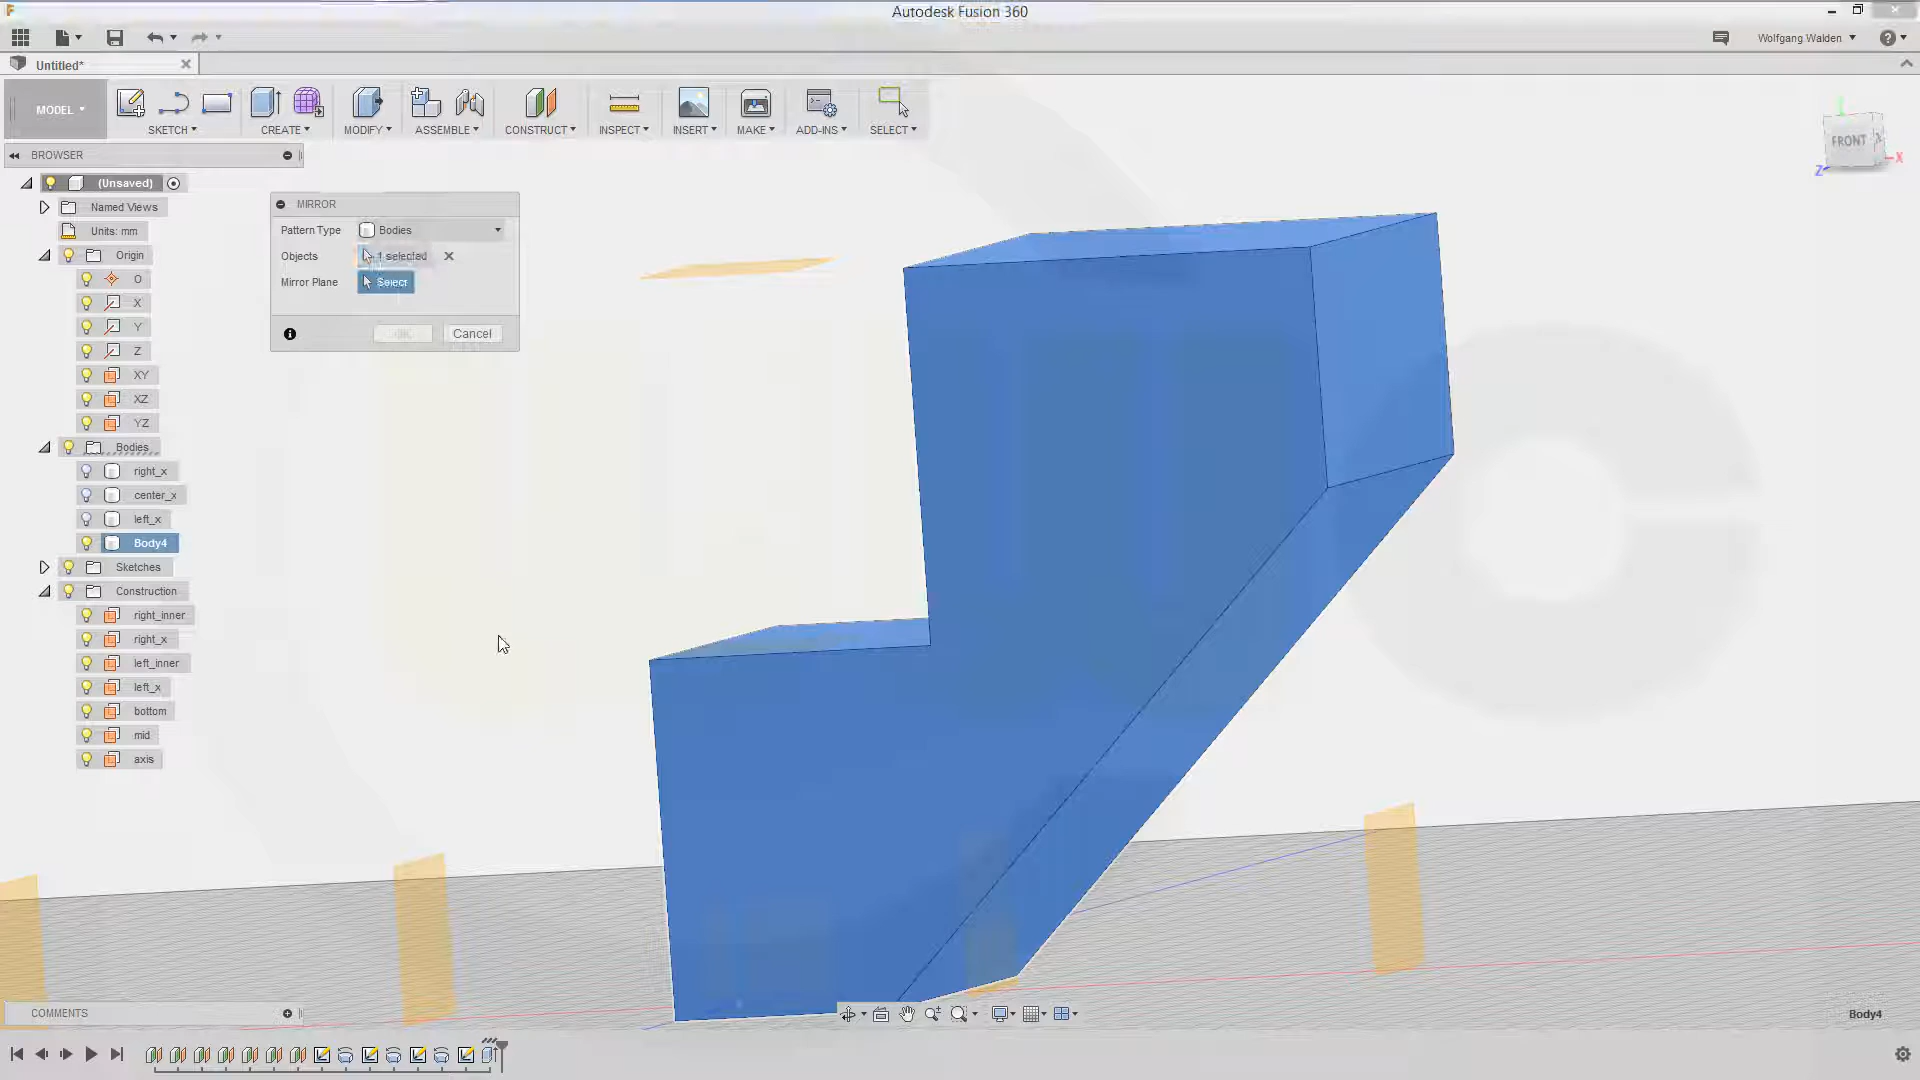 Autodesk Fusion 360
Wolfgang Walden
Untitled*
MODEL
SKETCH
CREATE
MODIFY
ASSEMBLE
CONSTRUCT
INSPECT
INSERT
MAKE
ADD-INS
SELECT
FRONT
X
Z
BROWSER
(Unsaved)
Named Views
Units: mm
Origin
O
X
Y
Z
XY
XZ
YZ
Bodies
right_x
center_x
left_x
Body4
Sketches
Construction
right_inner
right_x
left_inner
left_x
bottom
mid
axis
MIRROR
Pattern Type Bodies
Objects 1 selected
Mirror Plane Select
OK Cancel
COMMENTS
Body4